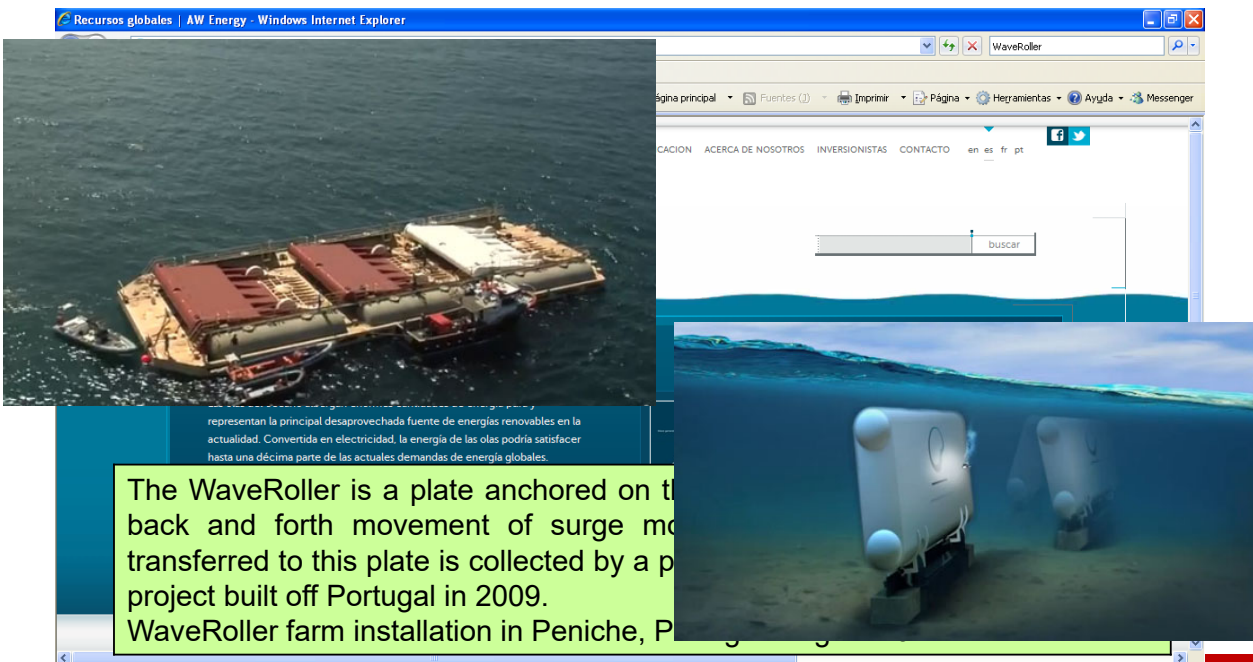 Recursos globales | AW Energy - Windows Internet Explorer
WaveRoller
ágina principal Fuentes (J) Imprimir Página Herramientas Ayuda Messenger
CACION ACERCA DE NOSOTROS INVERSIONISTAS CONTACTO en es fr pt
buscar
representan la principal desaprovechada fuente de energías renovables en la
actualidad. Convertida en electricidad, la energía de las olas podría satisfacer
hasta una décima parte de las actuales demandas de energía globales.
The WaveRoller is a plate anchored on
back and forth movement of surge
transferred to this plate is collected by a
project built off Portugal in 2009.
WaveRoller farm installation in Peniche,